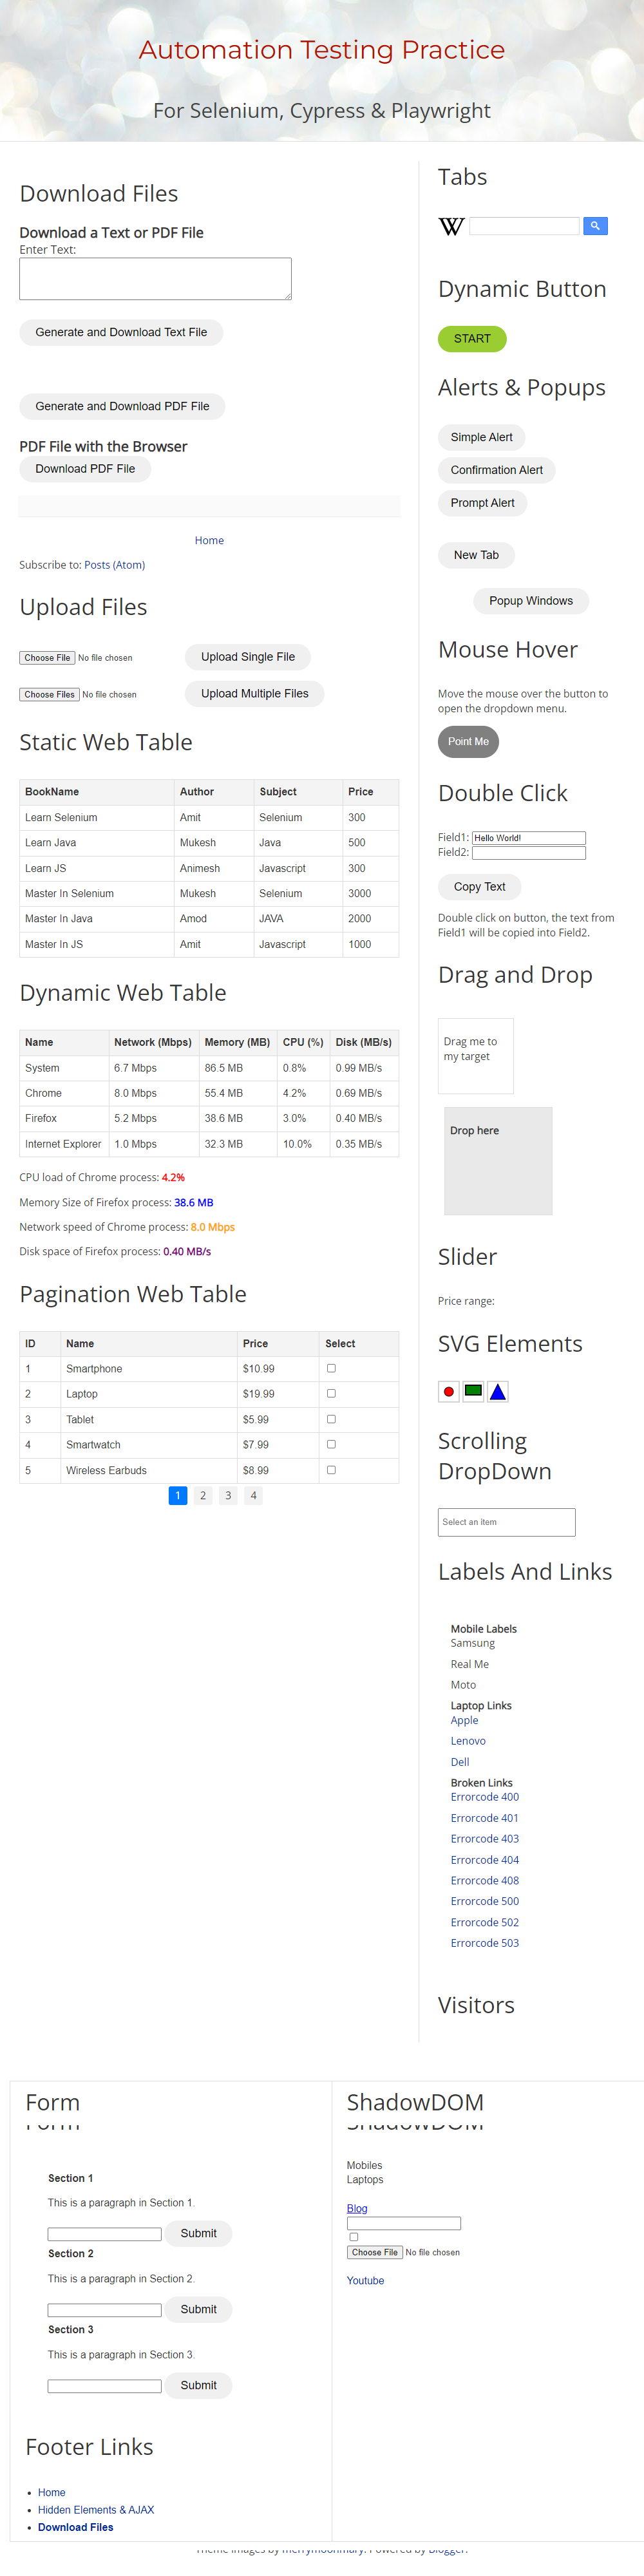 Automation Testing Practice
For Selenium, Cypress & Playwright
Download Files
Download a Text or PDF File
Enter Text:
Generate and Download Text File
Generate and Download PDF File
PDF File with the Browser
Download PDF File
Home
Subscribe to: Posts (Atom)
Upload Files
Choose File No file chosen Upload Single File
Choose Files No file chosen Upload Multiple Files
Static Web Table
BookName Author Subject Price
Learn Selenium Amit Selenium 300
Learn Java Mukesh Java 500
Learn JS Animesh Javascript 300
Master In Selenium Mukesh Selenium 3000
Master In Java Amod JAVA 2000
Master In JS Amit Javascript 1000
Dynamic Web Table
Name Network (Mbps) Memory (MB) CPU (%) Disk (MB/s)
System 6.7 Mbps 86.5 MB 0.8% 0.99 MB/s
Chrome 8.0 Mbps 55.4 MB 4.2% 0.69 MB/s
Firefox 5.2 Mbps 38.6 MB 3.0% 0.40 MB/s
Internet Explorer 1.0 Mbps 32.3 MB 10.0% 0.35 MB/s
CPU load of Chrome process: 4.2%
Memory Size of Firefox process: 38.6 MB
Network speed of Chrome process: 8.0 Mbps
Disk space of Firefox process: 0.40 MB/s
Pagination Web Table
ID Name Price Select
1 Smartphone $10.99
2 Laptop $19.99
3 Tablet $5.99
4 Smartwatch $7.99
5 Wireless Earbuds $8.99
1 2 3 4
Tabs
W
Dynamic Button
START
Alerts & Popups
Simple Alert
Confirmation Alert
Prompt Alert
New Tab
Popup Windows
Mouse Hover
Move the mouse over the button to
open the dropdown menu.
Point Me
Double Click
Field1: Hello World!
Field2:
Copy Text
Double click on button, the text from
Field1 will be copied into Field2.
Drag and Drop
Drag me to
my target
Drop here
Slider
Price range:
SVG Elements
Scrolling
DropDown
Select an item
Labels And Links
Mobile Labels
Samsung
Real Me
Moto
Laptop Links
Apple
Lenovo
Dell
Broken Links
Errorcode 400
Errorcode 401
Errorcode 403
Errorcode 404
Errorcode 408
Errorcode 500
Errorcode 502
Errorcode 503
Visitors
Form
Form
Section 1
This is a paragraph in Section 1.
Submit
Section 2
This is a paragraph in Section 2.
Submit
Section 3
This is a paragraph in Section 3.
Submit
Footer Links
Home
Hidden Elements & AJAX
Download Files
ShadowDOM
ShadowDOM
Mobiles
Laptops
Blog
Choose File No file chosen
Youtube
Theme images by merrymoonmary. Powered by Blogger.